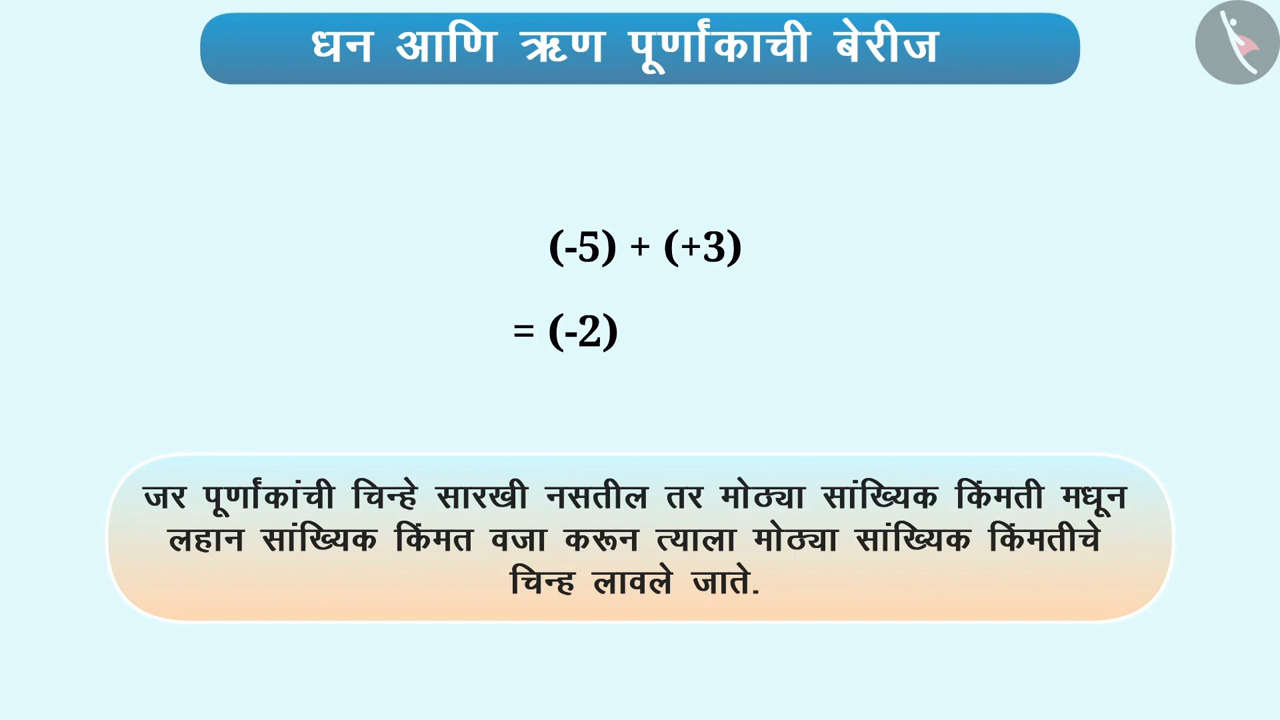 धन आणि ऋण पूर्णांकाची बेरीज
(-5) + (+3)
= (-2)
जर पूर्णांकांची चिन्हे सारखी नसतील तर मोठ्या सांख्यिक किंमती मधून
लहान सांख्यिक किंमत वजा करून त्याला मोठ्या सांख्यिक किंमतीचे
चिन्ह लावले जाते.